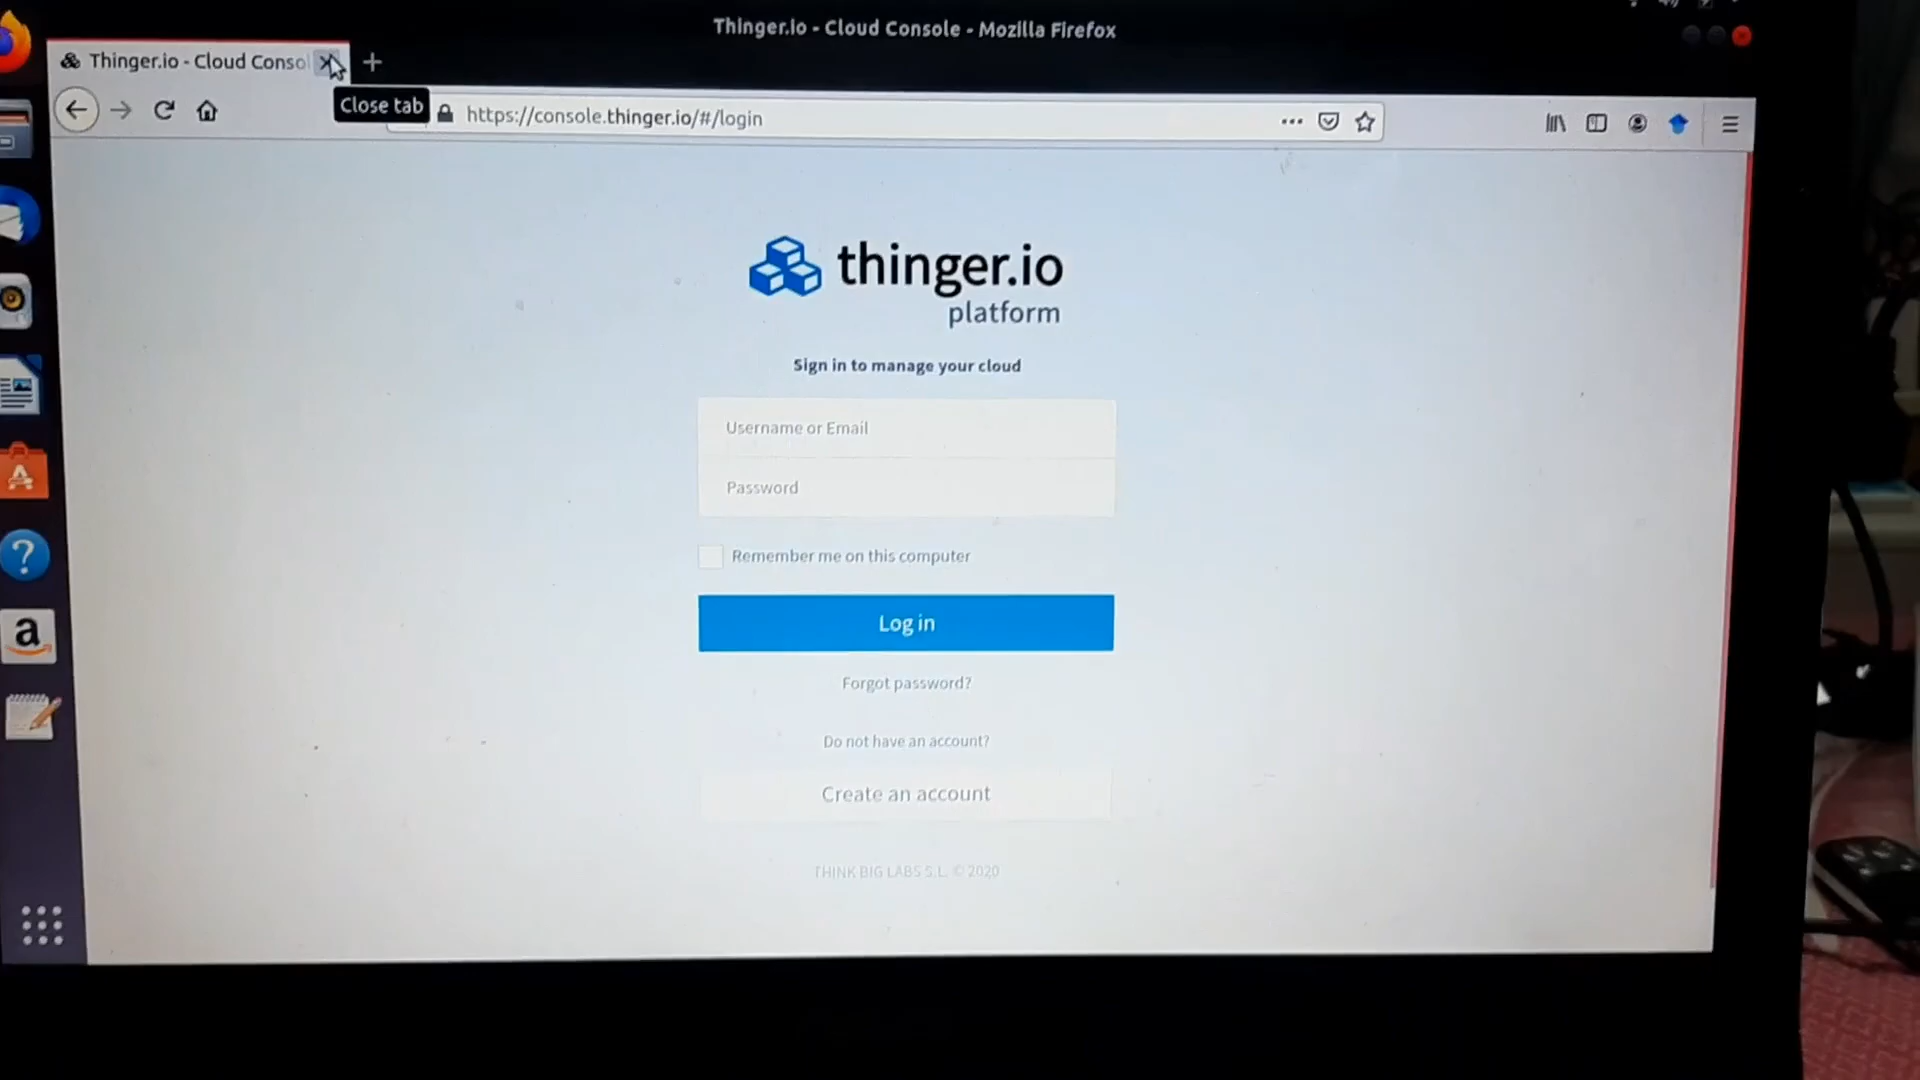 Thinger.io - Cloud Console - Mozilla Firefox
Thinger.io - Cloud Consol
Close tab
https://console.thinger.io/#/login
thinger.io
platform
Sign in to manage your cloud
Username or Email
Password
Remember me on this computer
Log in
Forgot password?
Do not have an account?
Create an account
THINK BIG LABS S.L. © 2020